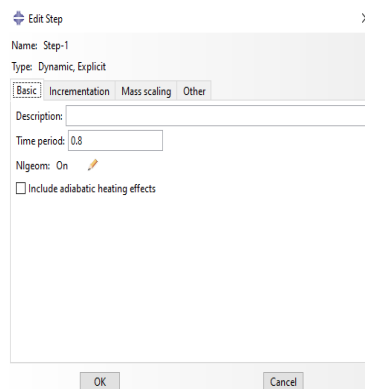 Edit Step
Name: Step-1
Type: Dynamic, Explicit
Basic Incrementation Mass scaling Other
Description:
Time period: 0.8
Nlgeom: On
Include adiabatic heating effects
OK Cancel